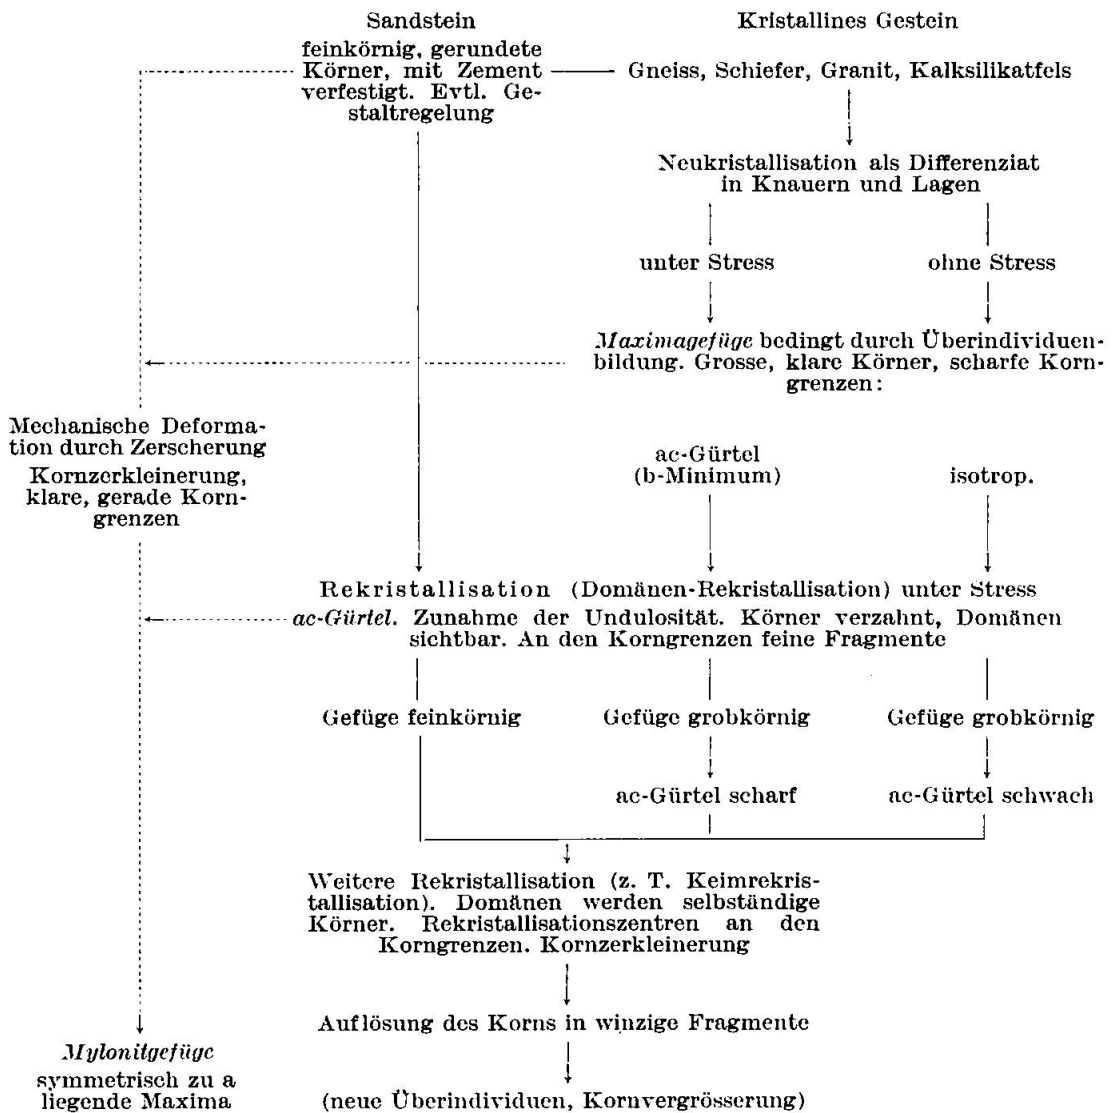 Sandstein
feinkörnig, gerundete
Körner, mit Zement
verfestigt. Evtl. Ge-
staltregelung
Kristallines Gestein
Gneiss, Schiefer, Granit, Kalksilikatfels
Neukristallisation als Differenziat
in Knauern und Lagen
unter Stress
ohne Stress
Maximagefüge bedingt durch Überindividuen-
bildung. Grosse, klare Körner, scharfe Korn-
grenzen:
Mechanische Deforma-
tion durch Zerscherung
Kornzerkleinerung,
klare, gerade Korn-
grenzen
ac-Gürtel
(b-Minimum)
isotrop.
Rekristallisation (Domänen-Rekristallisation) unter Stress
ac-Gürtel. Zunahme der Undulosität. Körner verzahnt, Domänen
sichtbar. An den Korngrenzen feine Fragmente
Gefüge feinkörnig
Gefüge grobkörnig
Gefüge grobkörnig
ac-Gürtel scharf
ac-Gürtel schwach
Weitere Rekristallisation (z. T. Keimrekris-
tallisation). Domänen werden selbständige
Körner. Rekristallisationszentren an den
Korngrenzen. Kornzerkleinerung
Auflösung des Korns in winzige Fragmente
Mylonitgefüge
symmetrisch zu a
liegende Maxima
(neue Überindividuen, Kornvergrösserung)